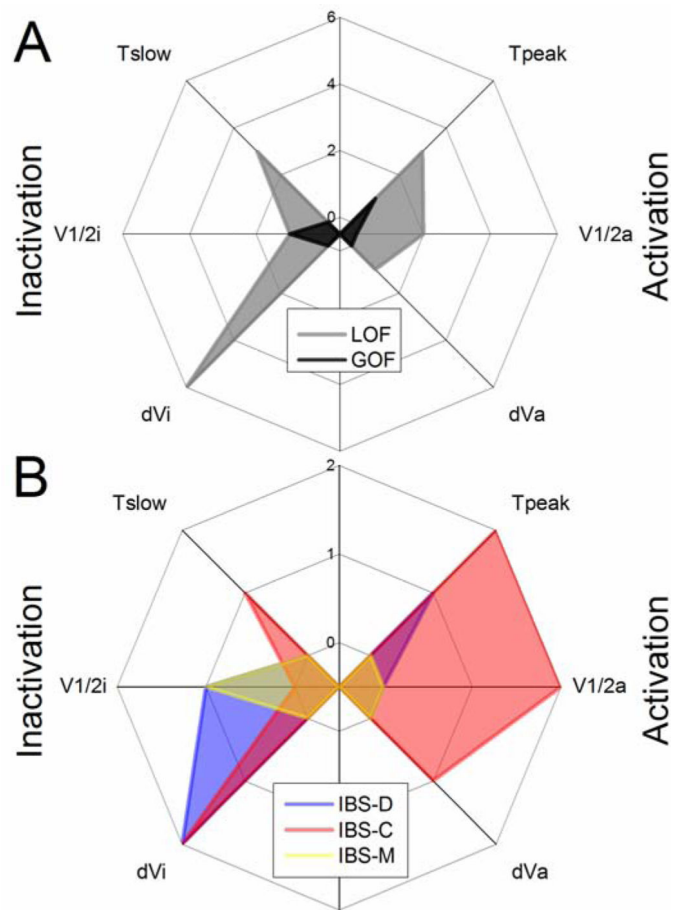 A
6
Tslow
Tpeak
4
2
0
Inactivation
V1/2i
V1/2a
Activation
LOF
GOF
dVi
dVa
B
2
Tslow
Tpeak
1
0
Inactivation
V1/2i
V1/2a
Activation
IBS-D
IBS-C
IBS-M
dVi
dVa